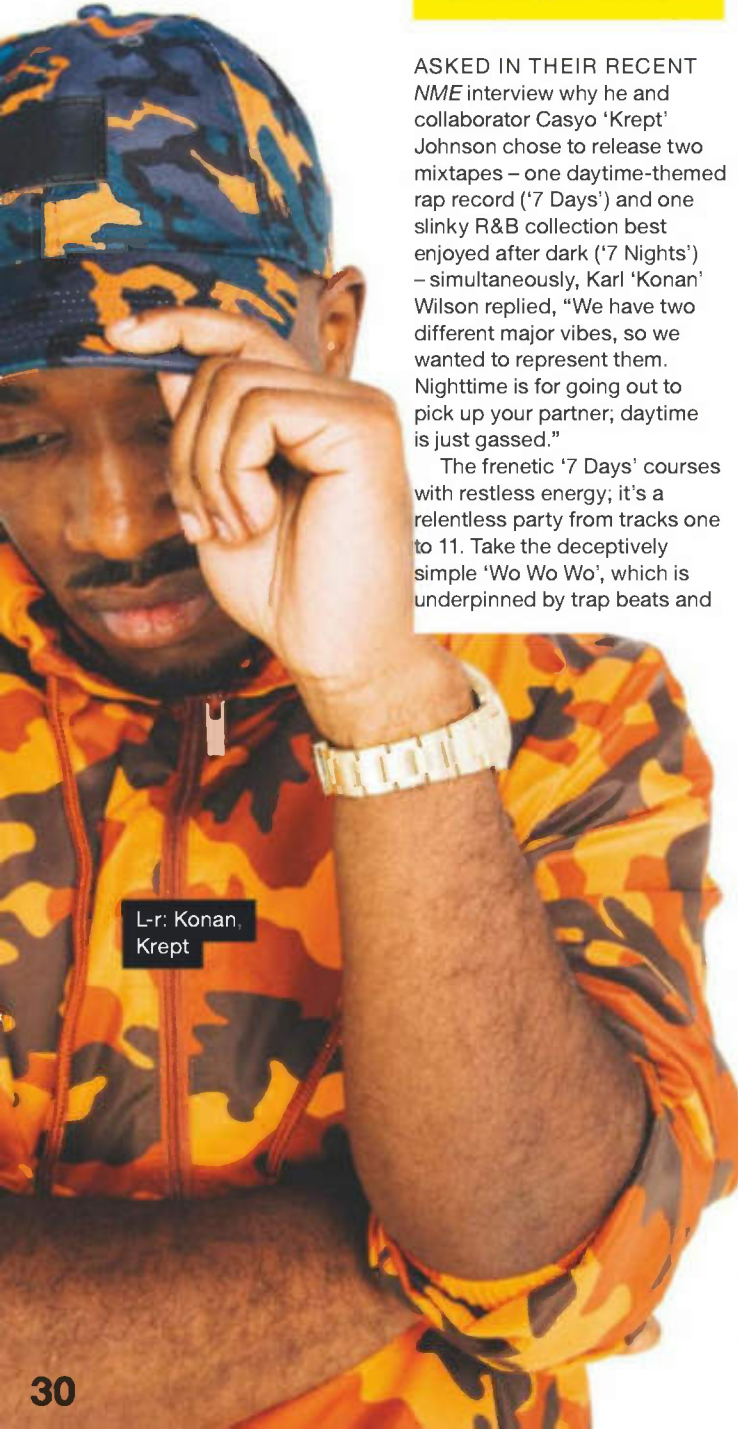 ASKED IN THEIR RECENT
NME interview why he and
collaborator Casyo ‘Krept’
Johnson chose to release two
mixtapes – one daytime-themed
rap record (‘7 Days’) and one
slinky R&B collection best
enjoyed after dark (‘7 Nights’)
– simultaneously, Karl ‘Konan’
Wilson replied, “We have two
different major vibes, so we
wanted to represent them.
Nighttime is for going out to
pick up your partner; daytime
is just gassed.”
The frenetic ‘7 Days’ courses
with restless energy; it’s a
relentless party from tracks one
to 11. Take the deceptively
simple ‘Wo Wo Wo’, which is
underpinned by trap beats and
L-r: Konan,
Krept
30